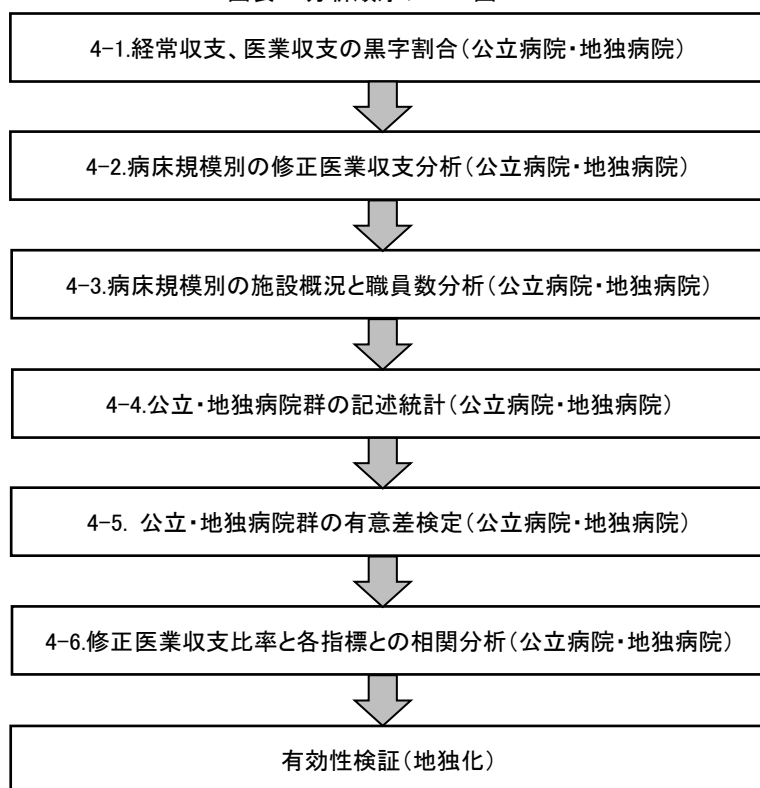 4-1.経常収支、医業収支の黒字割合(公立病院・地独病院)
4-2.病床規模別の修正医業収支分析(公立病院・地独病院)
4-3.病床規模別の施設概況と職員数分析(公立病院・地独病院)
4-4.公立・地独病院群の記述統計(公立病院・地独病院)
4-5. 公立・地独病院群の有意差検定(公立病院・地独病院)
4-6.修正医業収支比率と各指標との相関分析(公立病院・地独病院)
有効性検証(地独化)